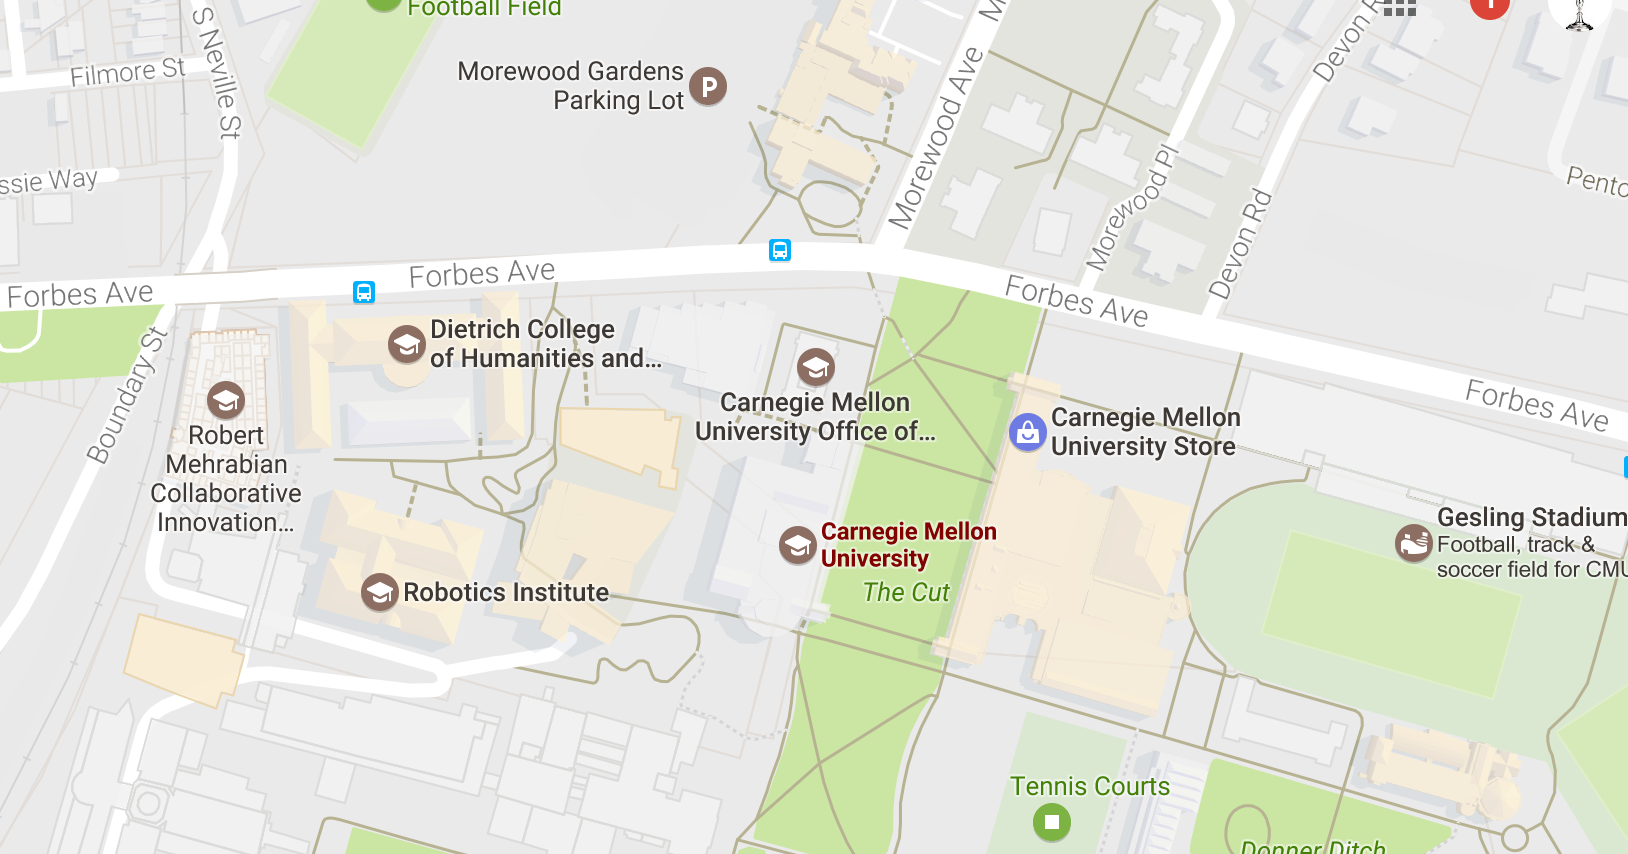 Football Field
S Neville St
Filmore St
Morewood Gardens
Parking Lot
P
Morewood Ave
M
Devon R
ssie Way
Morewood Pl
Devon Rd
Pento
Forbes Ave
Forbes Ave
Forbes Ave
Forbes Ave
Boundary St
Dietrich College
of Humanities and...
Carnegie Mellon
University Office of...
Carnegie Mellon
University Store
Robert
Mehrabian
Collaborative
Innovation...
Carnegie Mellon
University
The Cut
Robotics Institute
Gesling Stadium
Football, track &
soccer field for CMU
Tennis Courts
Donner Ditch